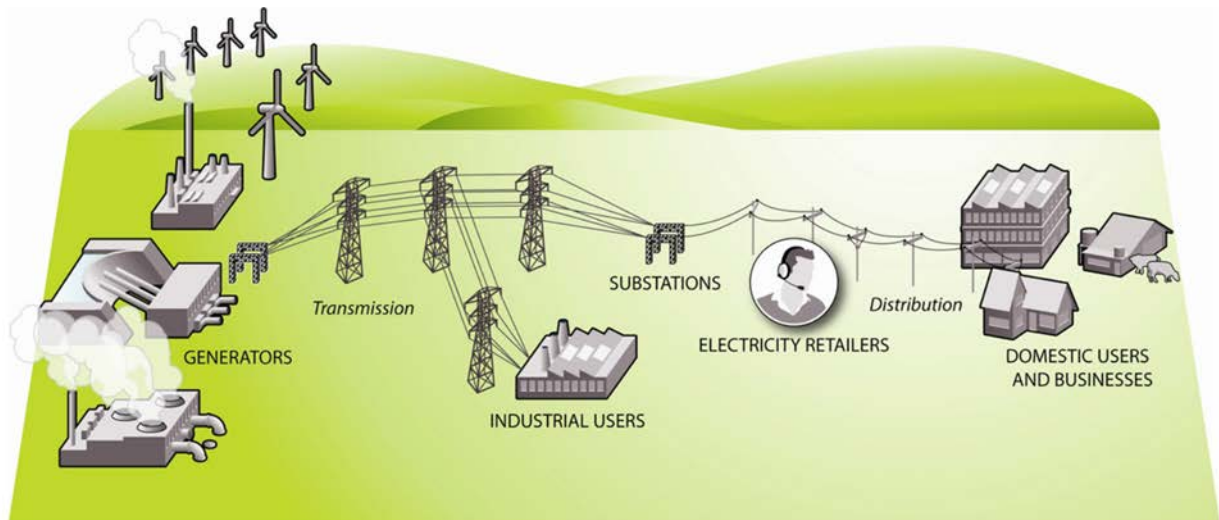 SUBSTATIONS
Transmission
Distribution
ELECTRICITY RETAILERS
GENERATORS
DOMESTIC USERS
AND BUSINESSES
INDUSTRIAL USERS